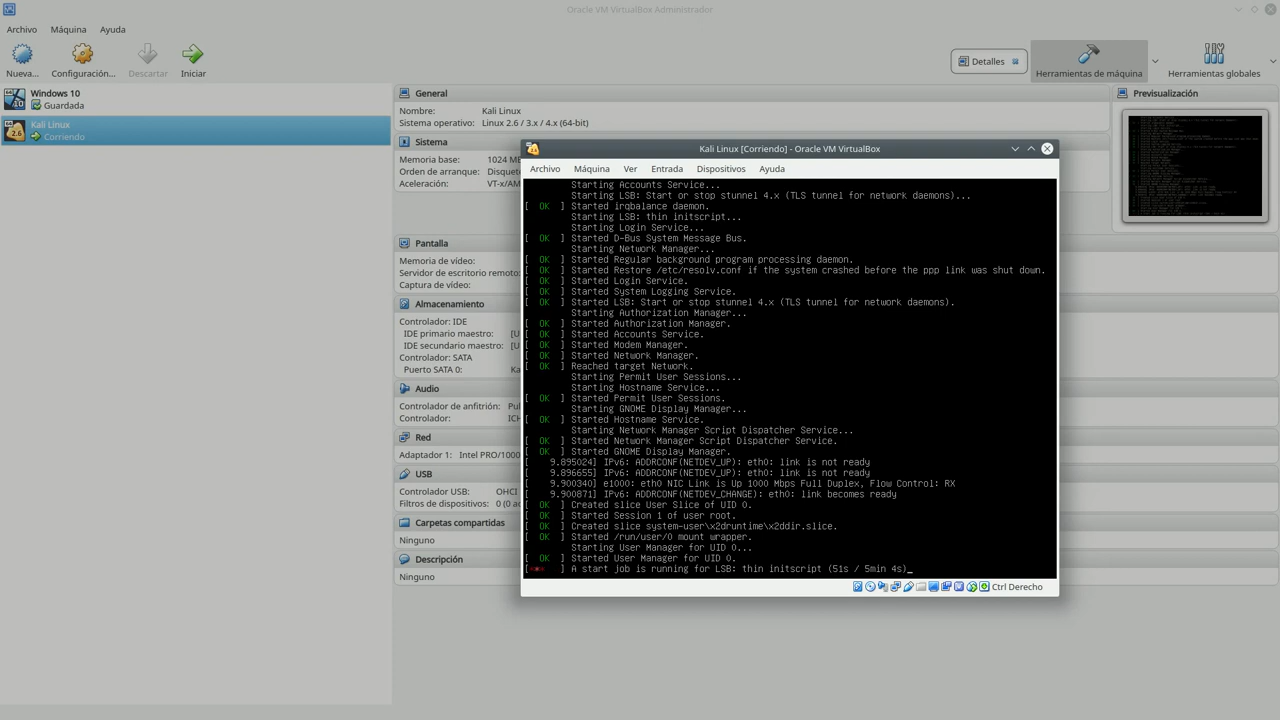 Oracle VM VirtualBox Administrador
Archivo Máquina Ayuda
Nueva... Configuración... Descartar Iniciar
Detalles
Herramientas de máquina
Herramientas globales
Windows 10
Guardada
Kali Linux
Corriendo
General
Nombre: Kali Linux
Sistema operativo: Linux 2.6 / 3.x / 4.x (64-bit)
Previsualización
Sistema
Memoria base: 1024 MB
Orden de arranque: Disquet
Aceleración: VT-x/AM
Pantalla
Memoria de vídeo:
Servidor de escritorio remoto:
Captura de vídeo:
Almacenamiento
Controlador: IDE
IDE primario maestro: [U
IDE secundario maestro: [U
Controlador: SATA
Puerto SATA 0: Ka
Audio
Controlador de anfitrión: Pul
Controlador: ICH
Red
Adaptador 1: Intel PRO/1000
USB
Controlador USB: OHCI
Filtros de dispositivos: 0 (0 ac
Carpetas compartidas
Ninguno
Descripción
Ninguno
Kali Linux [Corriendo] - Oracle VM VirtualBox
Archivo Máquina Ver Entrada Dispositivos Ayuda
Starting Accounts Service...
Starting LSB: Start or stop stunnel 4.x (TLS tunnel for network daemons)...
[ OK ] Started irqbalance daemon.
Starting LSB: thin initscript...
Starting Login Service...
[ OK ] Started D-Bus System Message Bus.
Starting Network Manager...
[ OK ] Started Regular background program processing daemon.
[ OK ] Started Restore /etc/resolv.conf if the system crashed before the ppp link was shut down.
[ OK ] Started Login Service.
[ OK ] Started System Logging Service.
[ OK ] Started LSB: Start or stop stunnel 4.x (TLS tunnel for network daemons).
Starting Authorization Manager...
[ OK ] Started Authorization Manager.
[ OK ] Started Accounts Service.
[ OK ] Started Modem Manager.
[ OK ] Started Network Manager.
[ OK ] Reached target Network.
Starting Permit User Sessions...
Starting Hostname Service...
[ OK ] Started Permit User Sessions.
Starting GNOME Display Manager...
[ OK ] Started Hostname Service.
Starting Network Manager Script Dispatcher Service...
[ OK ] Started Network Manager Script Dispatcher Service.
[ OK ] Started GNOME Display Manager.
[ 9.895024] IPv6: ADDRCONF(NETDEV_UP): eth0: link is not ready
[ 9.896655] IPv6: ADDRCONF(NETDEV_UP): eth0: link is not ready
[ 9.900340] e1000: eth0 NIC Link is Up 1000 Mbps Full Duplex, Flow Control: RX
[ 9.900871] IPv6: ADDRCONF(NETDEV_CHANGE): eth0: link becomes ready
[ OK ] Created slice User Slice of UID 0.
[ OK ] Started Session 1 of user root.
[ OK ] Created slice system-user\x2druntime\x2ddir.slice.
[ OK ] Started /run/user/0 mount wrapper.
Starting User Manager for UID 0...
[ OK ] Started User Manager for UID 0.
[ *** ] A start job is running for LSB: thin initscript (51s / 5min 4s)_
Ctrl Derecho